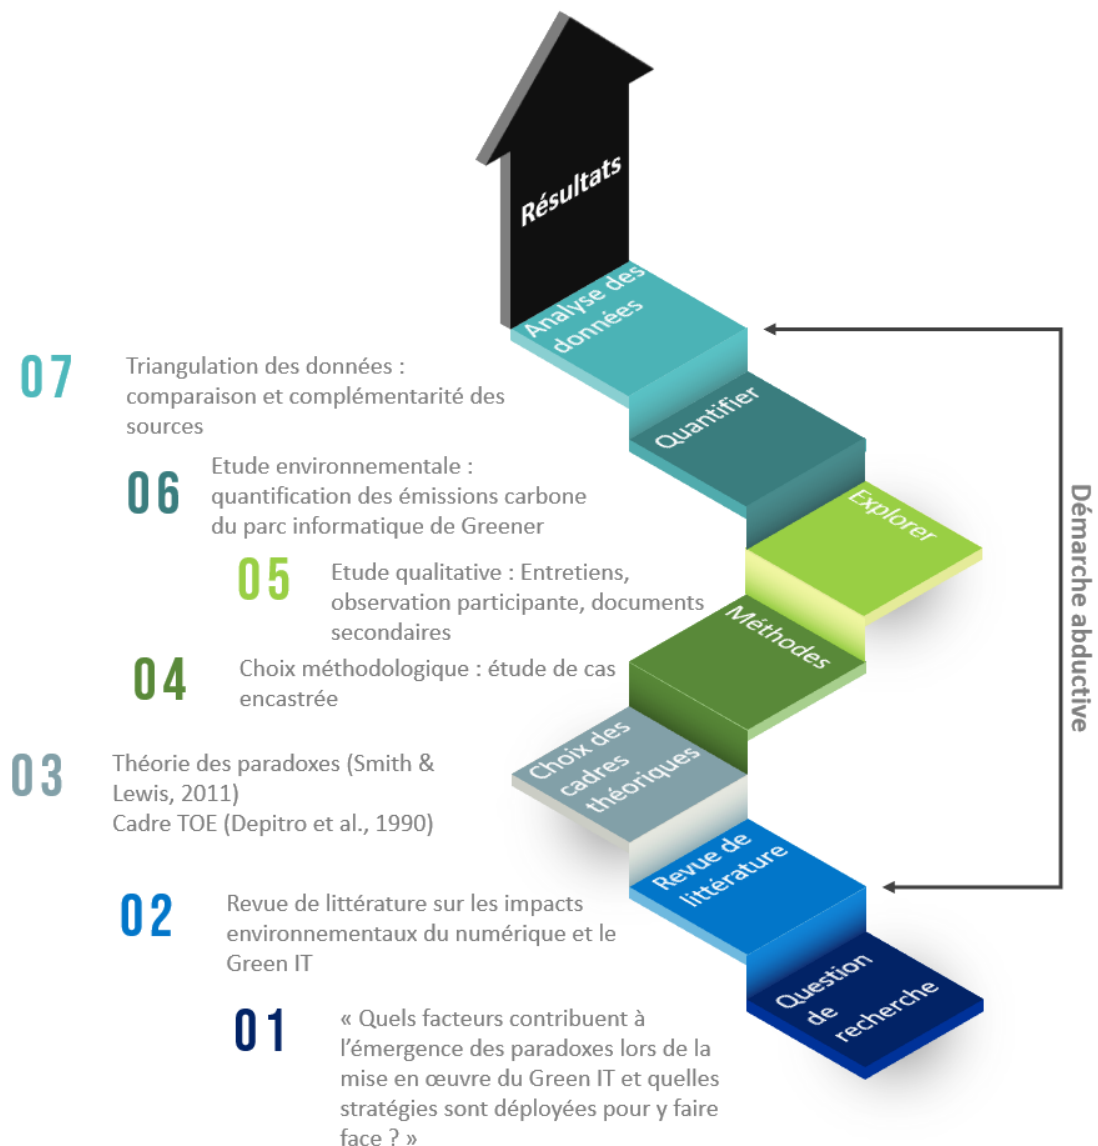 Résultats
Analyse des
données
07
Triangulation des données :
comparaison et complémentarité des
sources
Quantifier
06
Etude environnementale :
quantification des émissions carbone
du parc informatique de Greener
Explorer
05
Etude qualitative : Entretiens,
observation participante, documents
secondaires
Méthodes
04
Choix méthodologique : étude de cas
encastrée
Choix des
cadres
théoriques
03
Théorie des paradoxes (Smith &
Lewis, 2011)
Cadre TOE (Depitro et al., 1990)
Revue de
littérature
02
Revue de littérature sur les impacts
environnementaux du numérique et le
Green IT
Question
de
recherche
01
« Quels facteurs contribuent à
l’émergence des paradoxes lors de la
mise en œuvre du Green IT et quelles
stratégies sont déployées pour y faire
face ? »
Démarche abductive